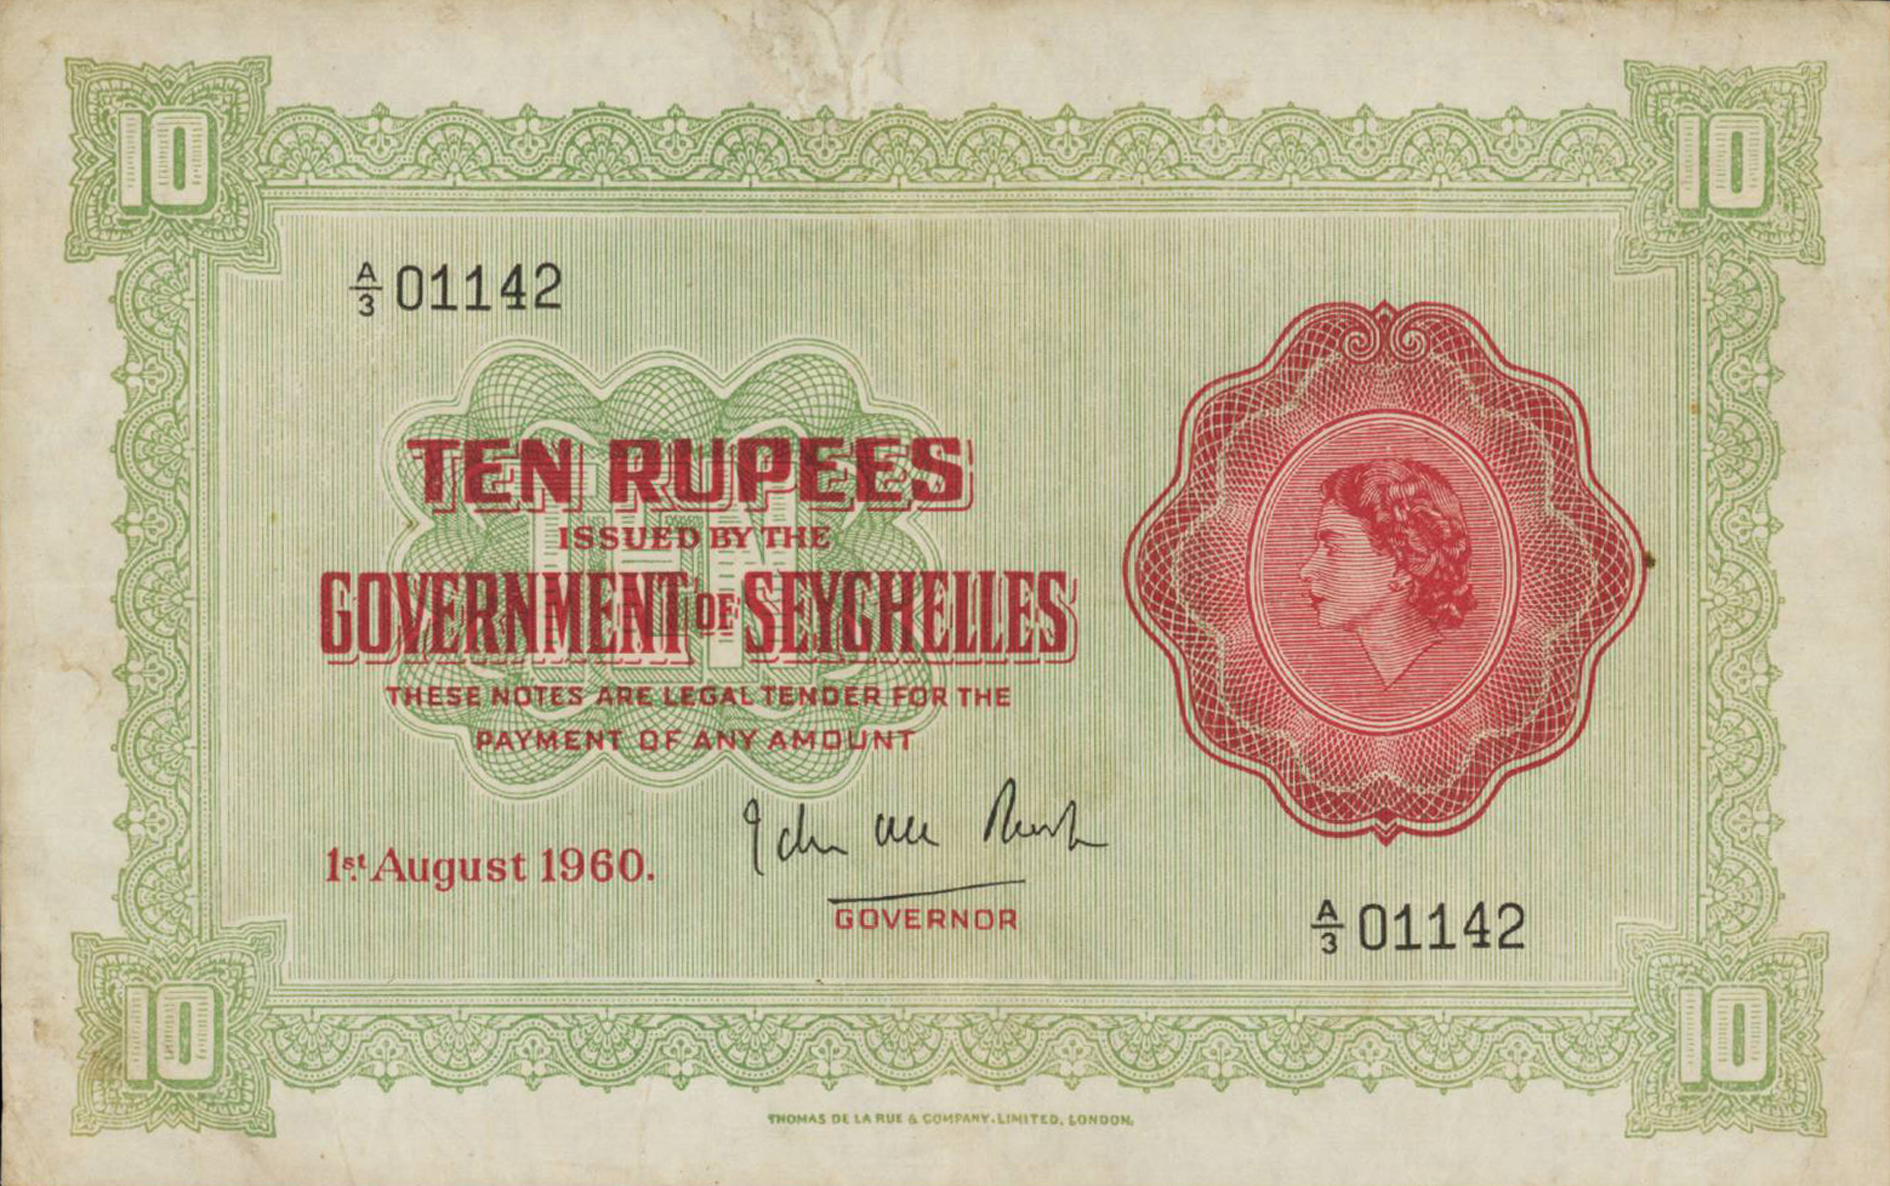 10 10
A/3 01142
TEN RUPEES
TEN
ISSUED BY THE
GOVERNMENT OF SEYCHELLES
THESE NOTES ARE LEGAL TENDER FOR THE
PAYMENT OF ANY AMOUNT
1st August 1960.
GOVERNOR
A/3 01142
10 10
THOMAS DE LA RUE & COMPANY, LIMITED, LONDON.